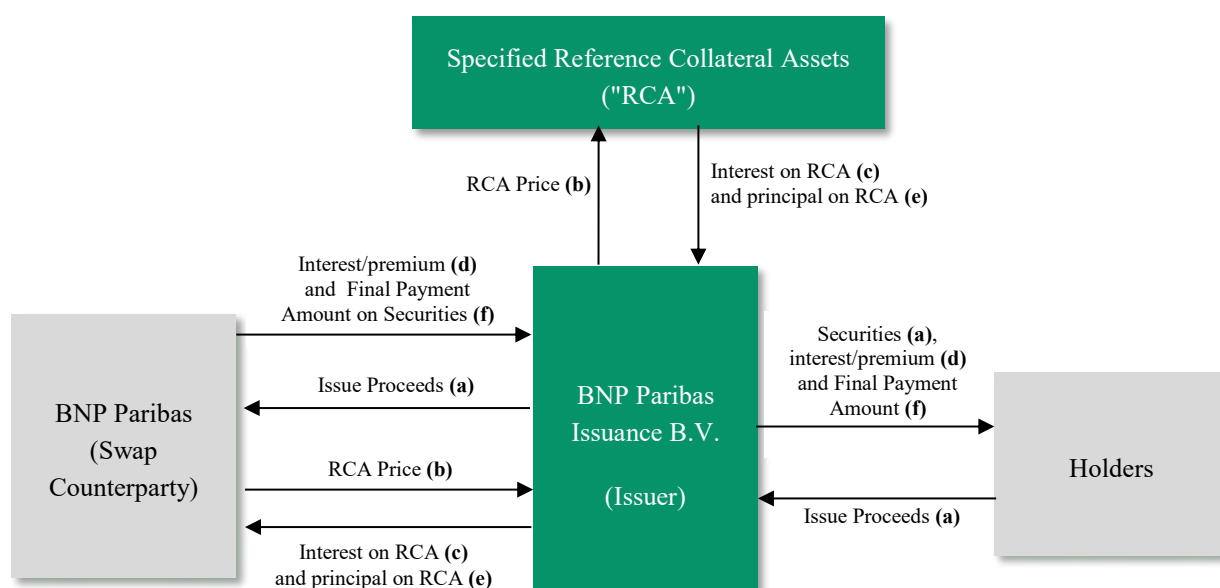 Specified Reference Collateral Assets
("RCA")
RCA Price (b)
Interest on RCA (c)
and principal on RCA (e)
Interest/premium (d)
and Final Payment
Amount on Securities (f)
Issue Proceeds (a)
BNP Paribas
(Swap
Counterparty)
RCA Price (b)
Interest on RCA (c)
and principal on RCA (e)
BNP Paribas
Issuance B.V.
(Issuer)
Securities (a),
interest/premium (d)
and Final Payment
Amount (f)
Issue Proceeds (a)
Holders